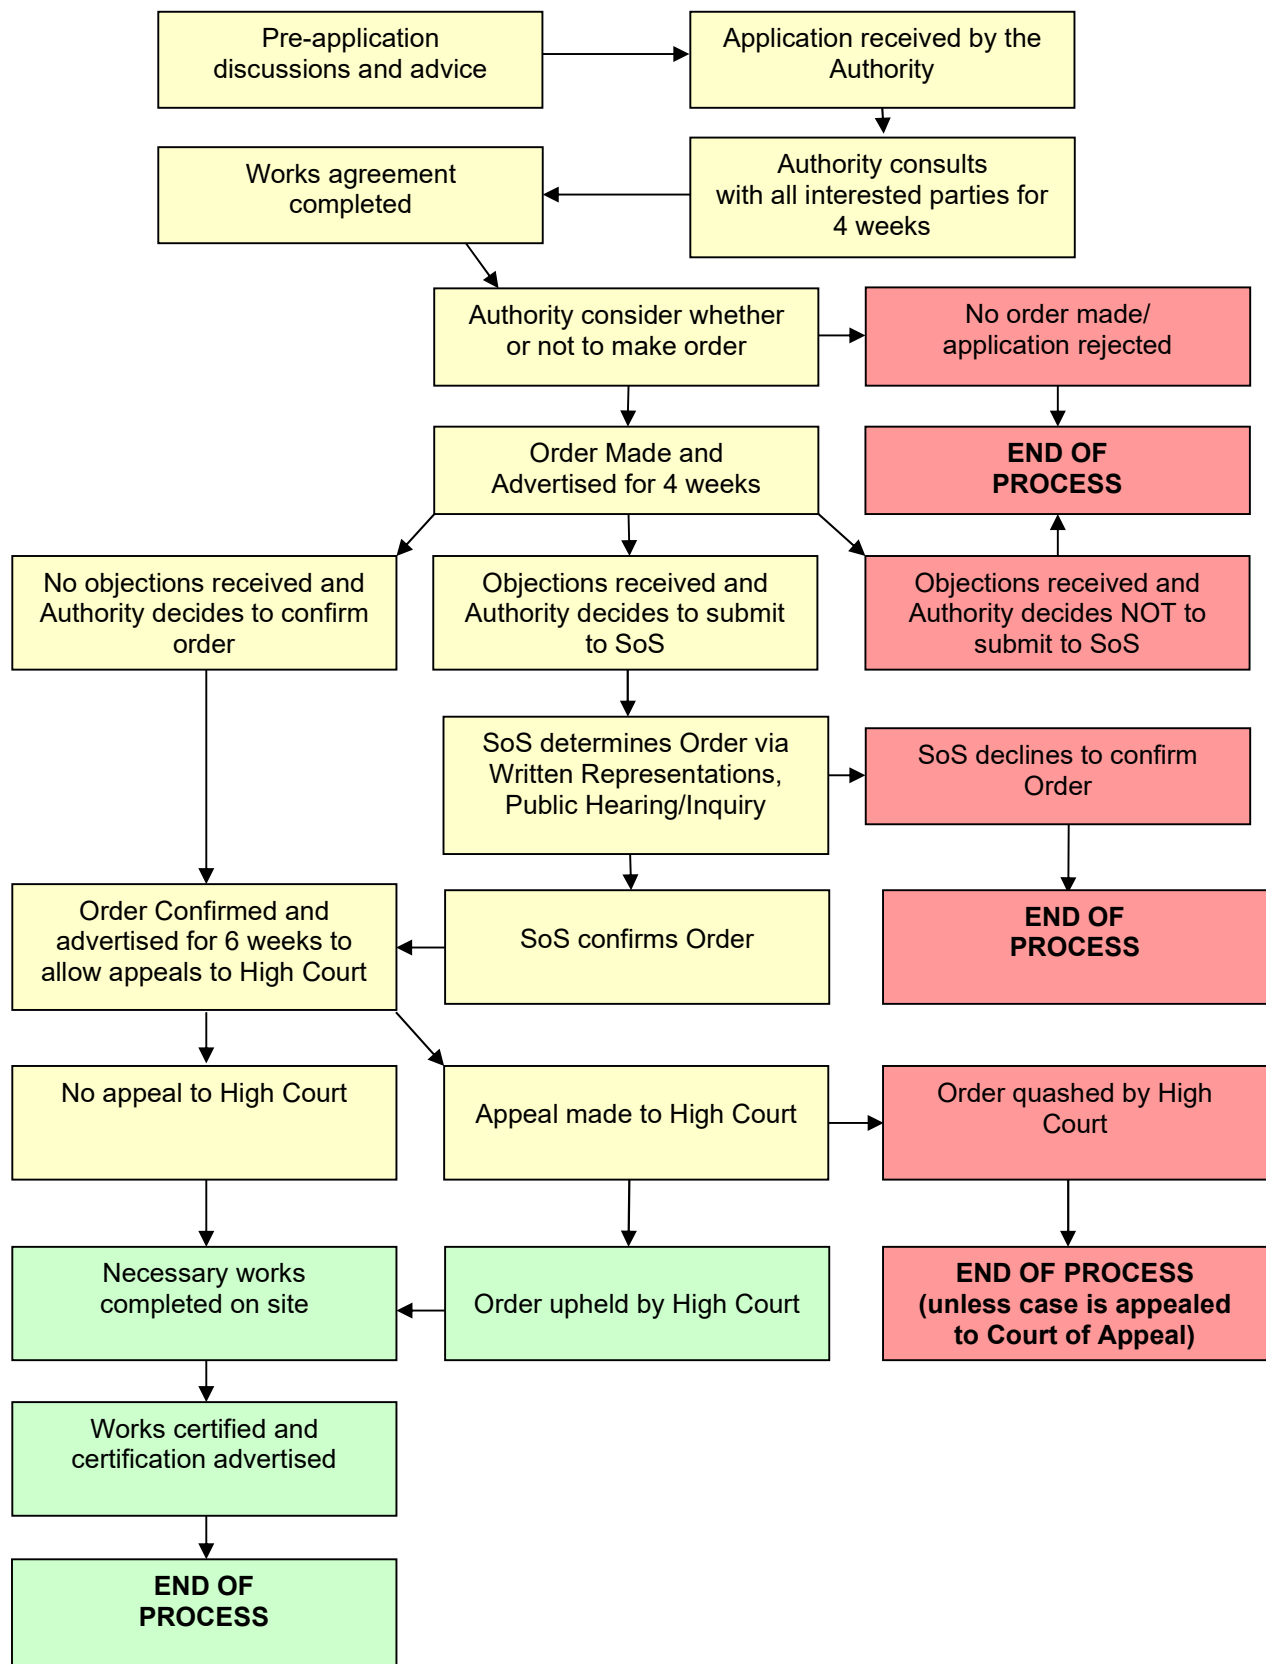 Pre-application
discussions and advice
Application received by the
Authority
Authority consults
with all interested parties for
4 weeks
Works agreement
completed
Authority consider whether
or not to make order
No order made/
application rejected
END OF
PROCESS
Order Made and
Advertised for 4 weeks
No objections received and
Authority decides to confirm
order
Objections received and
Authority decides to submit
to SoS
Objections received and
Authority decides NOT to
submit to SoS
SoS determines Order via
Written Representations,
Public Hearing/Inquiry
SoS declines to confirm
Order
END OF
PROCESS
SoS confirms Order
Order Confirmed and
advertised for 6 weeks to
allow appeals to High Court
No appeal to High Court
Appeal made to High Court
Order quashed by High
Court
END OF PROCESS
(unless case is appealed
to Court of Appeal)
Order upheld by High Court
Necessary works
completed on site
Works certified and
certification advertised
END OF
PROCESS